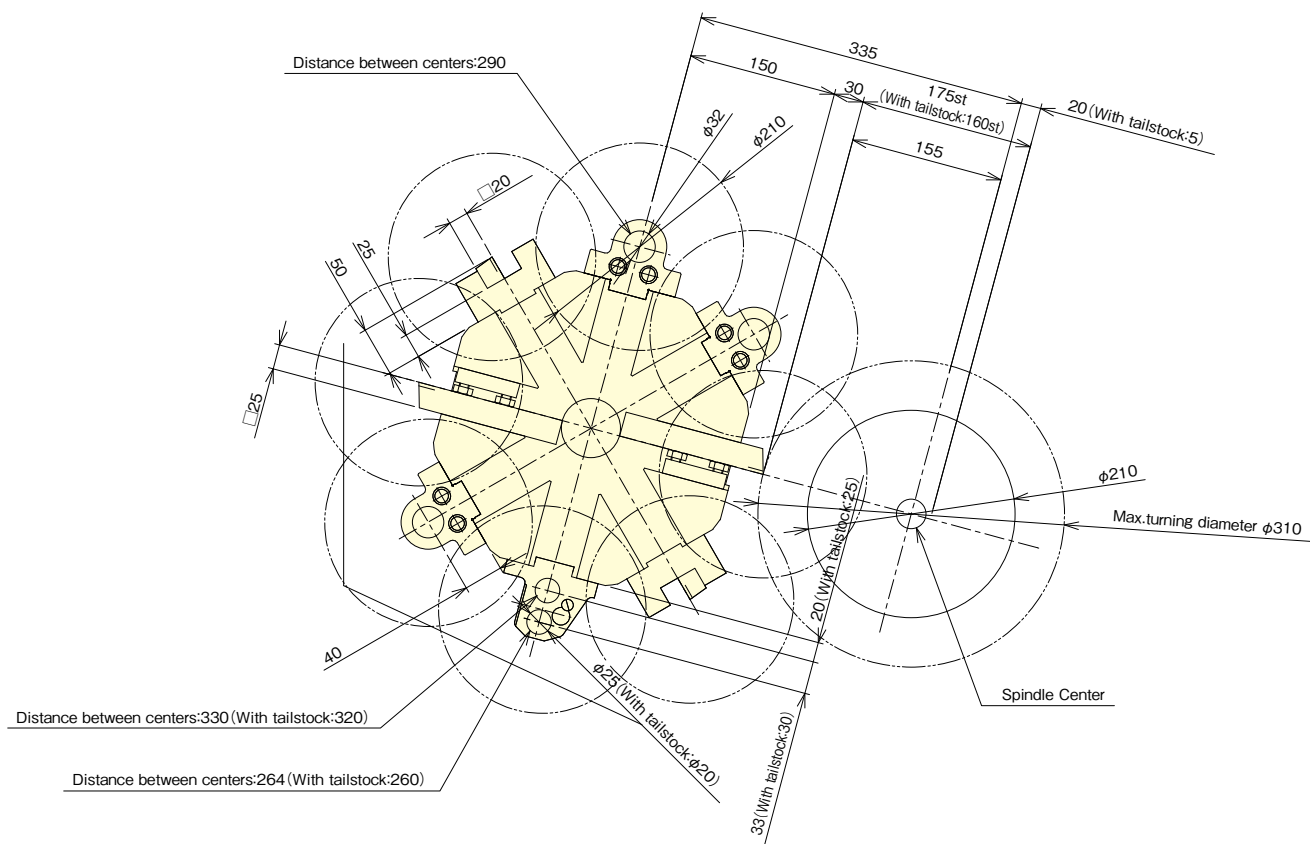 335
150
Distance between centers:290
30
175st
(With tailstock:160st)
20(With tailstock:5)
φ32
φ210
155
□20
25
50
□25
φ210
20(With tailstock:25)
Max.turning diameter φ310
40
φ25(With tailstock:φ20)
Spindle Center
Distance between centers:330(With tailstock:320)
33(With tailstock:30)
Distance between centers:264(With tailstock:260)